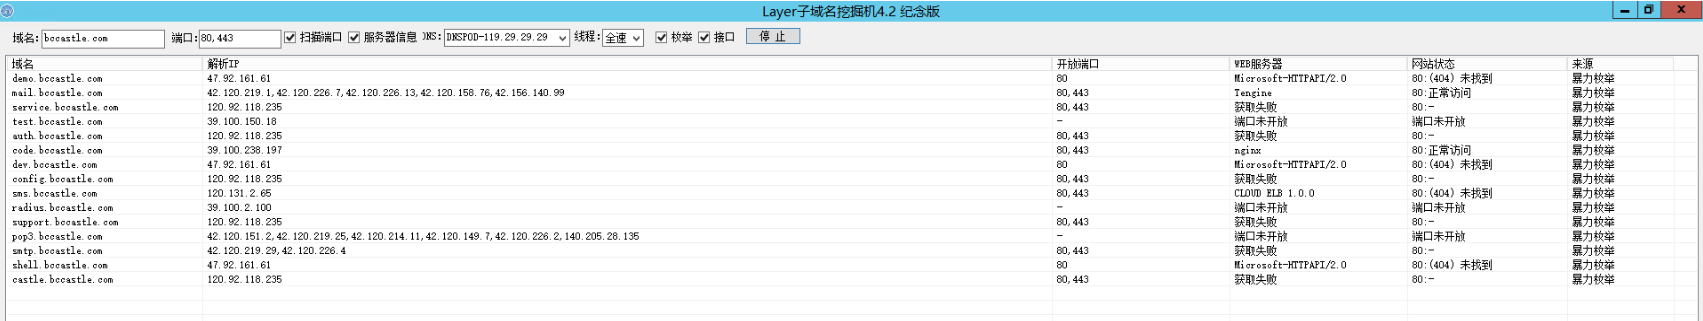 Layer子域名挖掘机4.2 纪念版
域名: bccastle.com 端口: 80,443 扫描端口 服务器信息 DNS: DNSPOD-119.29.29.29 线程: 全速 枚举 接口 停 止
域名 解析IP 开放端口 WEB服务器 网站状态 来源
demo.bccastle.com 47.92.161.61 80 Microsoft-HTTPAPI/2.0 80:(404) 未找到 暴力枚举
mail.bccastle.com 42.120.219.1,42.120.226.7,42.120.226.13,42.120.158.76,42.156.140.99 80,443 Tengine 80:正常访问 暴力枚举
service.bccastle.com 120.92.118.235 80,443 获取失败 80:- 暴力枚举
test.bccastle.com 39.100.150.18 - 端口未开放 端口未开放 暴力枚举
auth.bccastle.com 120.92.118.235 80,443 获取失败 80:- 暴力枚举
code.bccastle.com 39.100.238.197 80,443 nginx 80:正常访问 暴力枚举
dev.bccastle.com 47.92.161.61 80 Microsoft-HTTPAPI/2.0 80:(404) 未找到 暴力枚举
config.bccastle.com 120.92.118.235 80,443 获取失败 80:- 暴力枚举
sms.bccastle.com 120.131.2.65 80,443 CLOUD ELB 1.0.0 80:(404) 未找到 暴力枚举
radius.bccastle.com 39.100.2.100 - 端口未开放 端口未开放 暴力枚举
support.bccastle.com 120.92.118.235 80,443 获取失败 80:- 暴力枚举
pop3.bccastle.com 42.120.151.2,42.120.219.25,42.120.214.11,42.120.149.7,42.120.226.2,140.205.28.135 - 端口未开放 端口未开放 暴力枚举
smtp.bccastle.com 42.120.219.29,42.120.226.4 80,443 获取失败 80:- 暴力枚举
shell.bccastle.com 47.92.161.61 80 Microsoft-HTTPAPI/2.0 80:(404) 未找到 暴力枚举
castle.bccastle.com 120.92.118.235 80,443 获取失败 80:- 暴力枚举